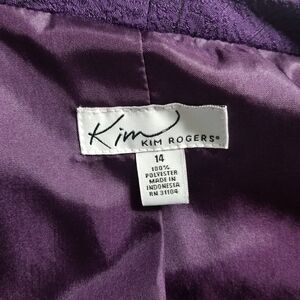 Kim
KIM ROGERS®
14
100%
POLYESTER
MADE IN
INDONESIA
RN 31104